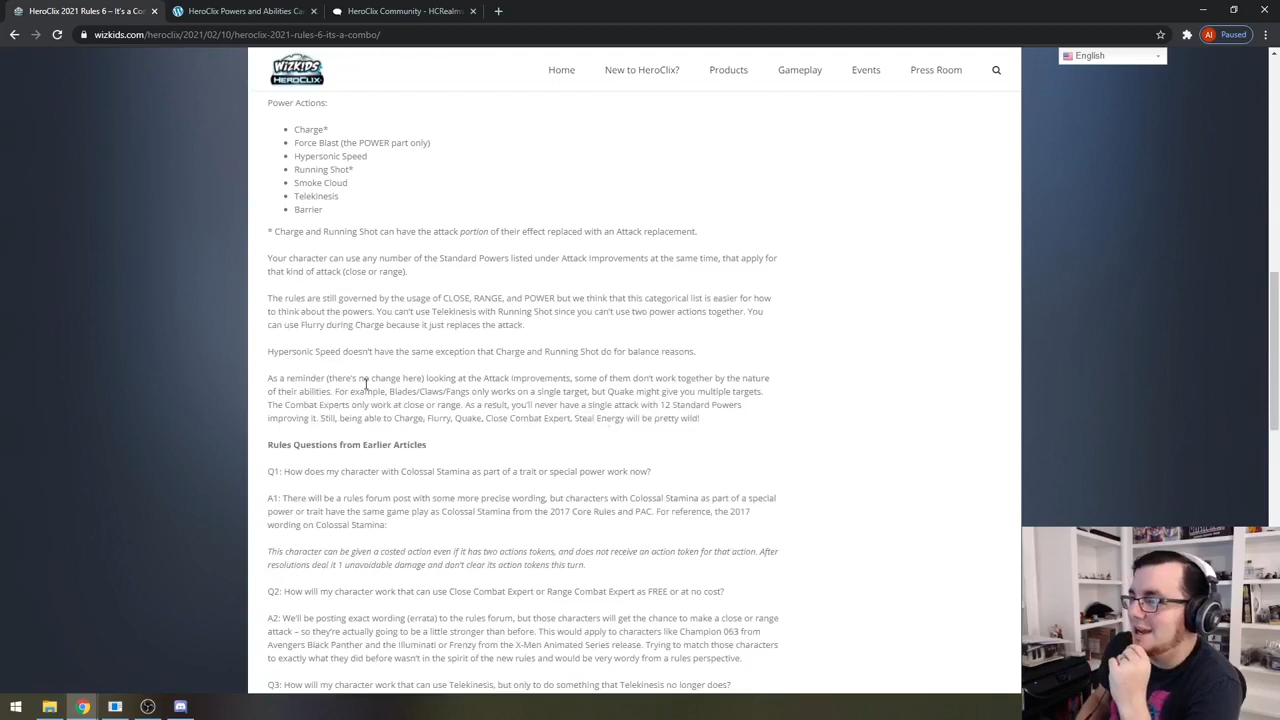 HeroClix 2021 Rules 6 – It's a Co
HeroClix Powers and Abilities Ca
Heroclix Community - HCRealms
wizkids.com/heroclix/2021/02/10/heroclix-2021-rules-6-its-a-combo/
AI Paused
WIZKIDS
HEROCLIX
Home New to HeroClix? Products Gameplay Events Press Room
English
Power Actions:
Charge*
Force Blast (the POWER part only)
Hypersonic Speed
Running Shot*
Smoke Cloud
Telekinesis
Barrier
* Charge and Running Shot can have the attack portion of their effect replaced with an Attack replacement.
Your character can use any number of the Standard Powers listed under Attack Improvements at the same time, that apply for
that kind of attack (close or range).
The rules are still governed by the usage of CLOSE, RANGE, and POWER but we think that this categorical list is easier for how
to think about the powers. You can't use Telekinesis with Running Shot since you can't use two power actions together. You
can use Flurry during Charge because it just replaces the attack.
Hypersonic Speed doesn't have the same exception that Charge and Running Shot do for balance reasons.
As a reminder (there's no change here) looking at the Attack Improvements, some of them don't work together by the nature
of their abilities. For example, Blades/Claws/Fangs only works on a single target, but Quake might give you multiple targets.
The Combat Experts only work at close or range. As a result, you'll never have a single attack with 12 Standard Powers
improving it. Still, being able to Charge, Flurry, Quake, Close Combat Expert, Steal Energy will be pretty wild!
Rules Questions from Earlier Articles
Q1: How does my character with Colossal Stamina as part of a trait or special power work now?
A1: There will be a rules forum post with some more precise wording, but characters with Colossal Stamina as part of a special
power or trait have the same game play as Colossal Stamina from the 2017 Core Rules and PAC. For reference, the 2017
wording on Colossal Stamina:
This character can be given a costed action even if it has two actions tokens, and does not receive an action token for that action. After
resolutions deal it 1 unavoidable damage and don't clear its action tokens this turn.
Q2: How will my character work that can use Close Combat Expert or Range Combat Expert as FREE or at no cost?
A2: We'll be posting exact wording (errata) to the rules forum, but those characters will get the chance to make a close or range
attack – so they're actually going to be a little stronger than before. This would apply to characters like Champion 063 from
Avengers Black Panther and the Illuminati or Frenzy from the X-Men Animated Series release. Trying to match those characters
to exactly what they did before wasn't in the spirit of the new rules and would be very wordy from a rules perspective.
Q3: How will my character work that can use Telekinesis, but only to do something that Telekinesis no longer does?